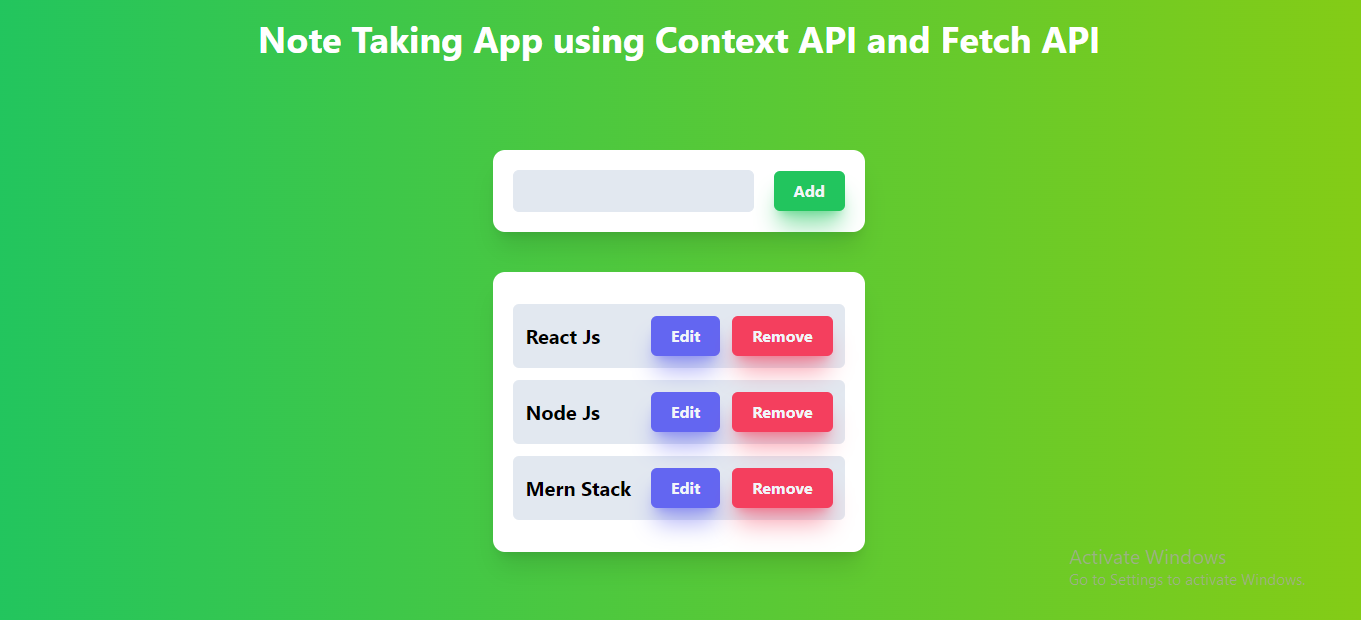 Note Taking App using Context API and Fetch API
Add
React Js Edit Remove
Node Js Edit Remove
Mern Stack Edit Remove
Activate Windows
Go to Settings to activate Windows.